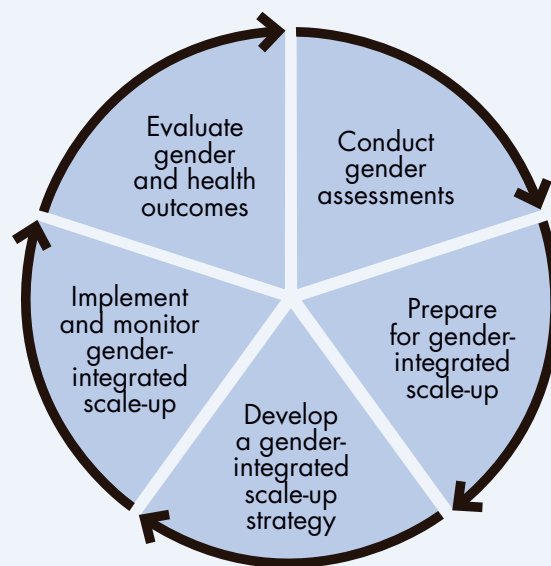 Evaluate
gender
and health
outcomes
Conduct
gender
assessments
Prepare
for gender-
integrated
scale-up
Develop
a gender-
integrated
scale-up
strategy
Implement
and monitor
gender-
integrated
scale-up